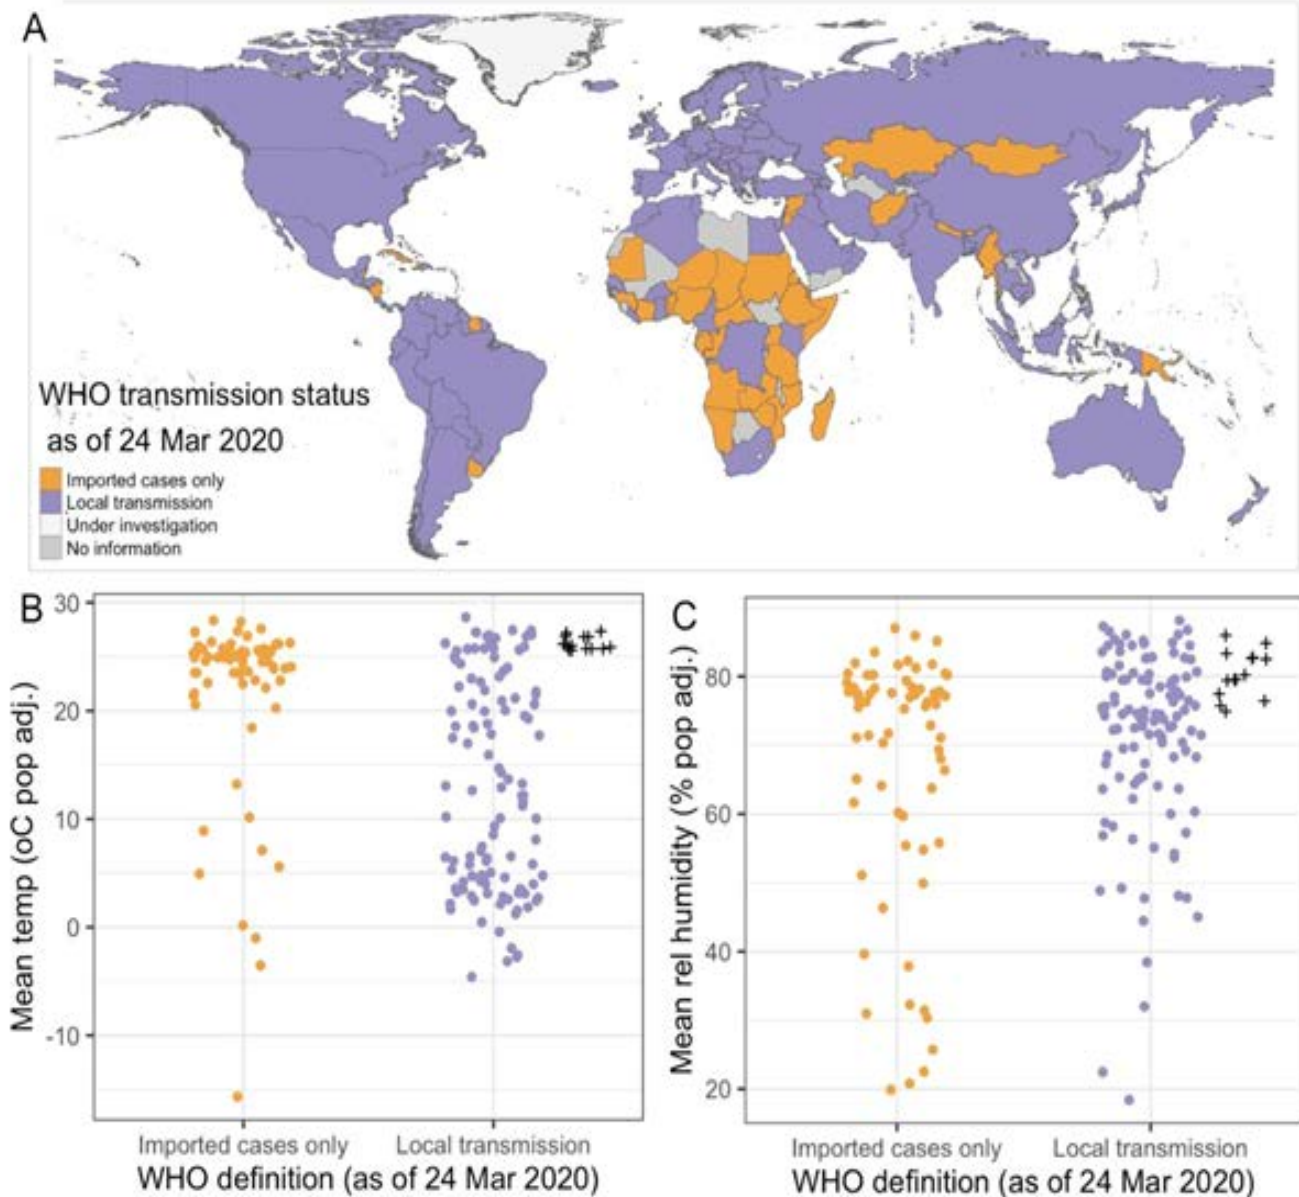 A
WHO transmission status
as of 24 Mar 2020
Imported cases only
Local transmission
Under investigation
No information
B
30
20
10
0
-10
Mean temp (oC pop adj.)
Imported cases only
Local transmission
WHO definition (as of 24 Mar 2020)
C
80
60
40
20
Mean rel humidity (% pop adj.)
Imported cases only
Local transmission
WHO definition (as of 24 Mar 2020)